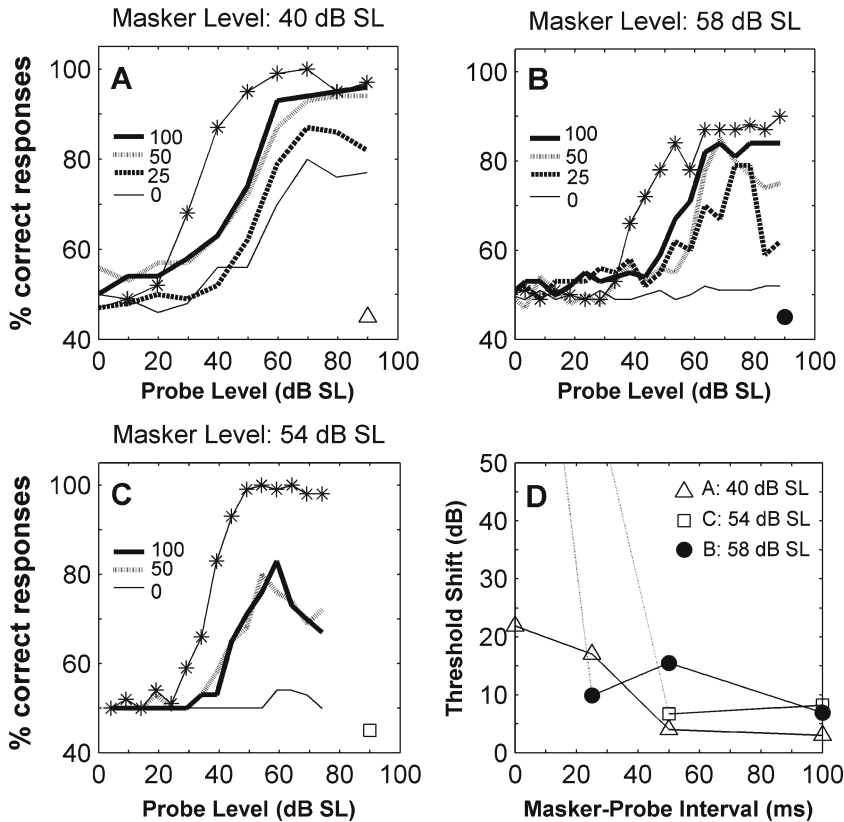 Masker Level: 40 dB SL
A
% correct responses
100
80
60
40
100
50
25
0
0 20 40 60 80 100
Probe Level (dB SL)
Masker Level: 58 dB SL
B
100
80
60
40
100
50
25
0
0 20 40 60 80 100
Probe Level (dB SL)
Masker Level: 54 dB SL
C
% correct responses
100
80
60
40
100
50
0
0 20 40 60 80 100
Probe Level (dB SL)
D
Threshold Shift (dB)
50
40
30
20
10
0
A: 40 dB SL
C: 54 dB SL
B: 58 dB SL
0 20 40 60 80 100
Masker-Probe Interval (ms)